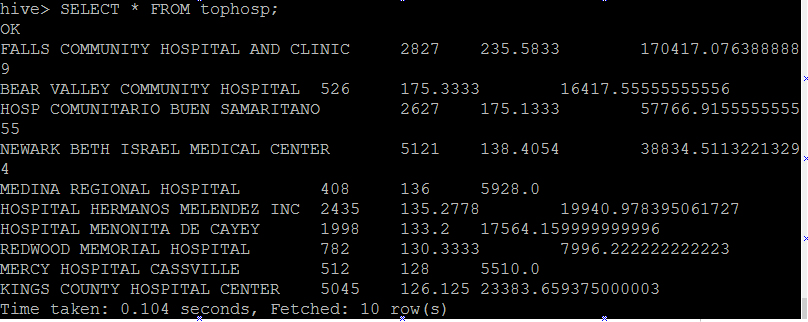 hive> SELECT * FROM tophosp;
OK
FALLS COMMUNITY HOSPITAL AND CLINIC 2827 235.5833 170417.076388888
9
BEAR VALLEY COMMUNITY HOSPITAL 526 175.3333 16417.55555555556
HOSP COMUNITARIO BUEN SAMARITANO 2627 175.1333 57766.9155555555
55
NEWARK BETH ISRAEL MEDICAL CENTER 5121 138.4054 38834.5113221329
4
MEDINA REGIONAL HOSPITAL 408 136 5928.0
HOSPITAL HERMANOS MELENDEZ INC 2435 135.2778 19940.978395061727
HOSPITAL MENONITA DE CAYEY 1998 133.2 17564.159999999996
REDWOOD MEMORIAL HOSPITAL 782 130.3333 7996.222222222223
MERCY HOSPITAL CASSVILLE 512 128 5510.0
KINGS COUNTY HOSPITAL CENTER 5045 126.125 23383.659375000003
Time taken: 0.104 seconds, Fetched: 10 row(s)